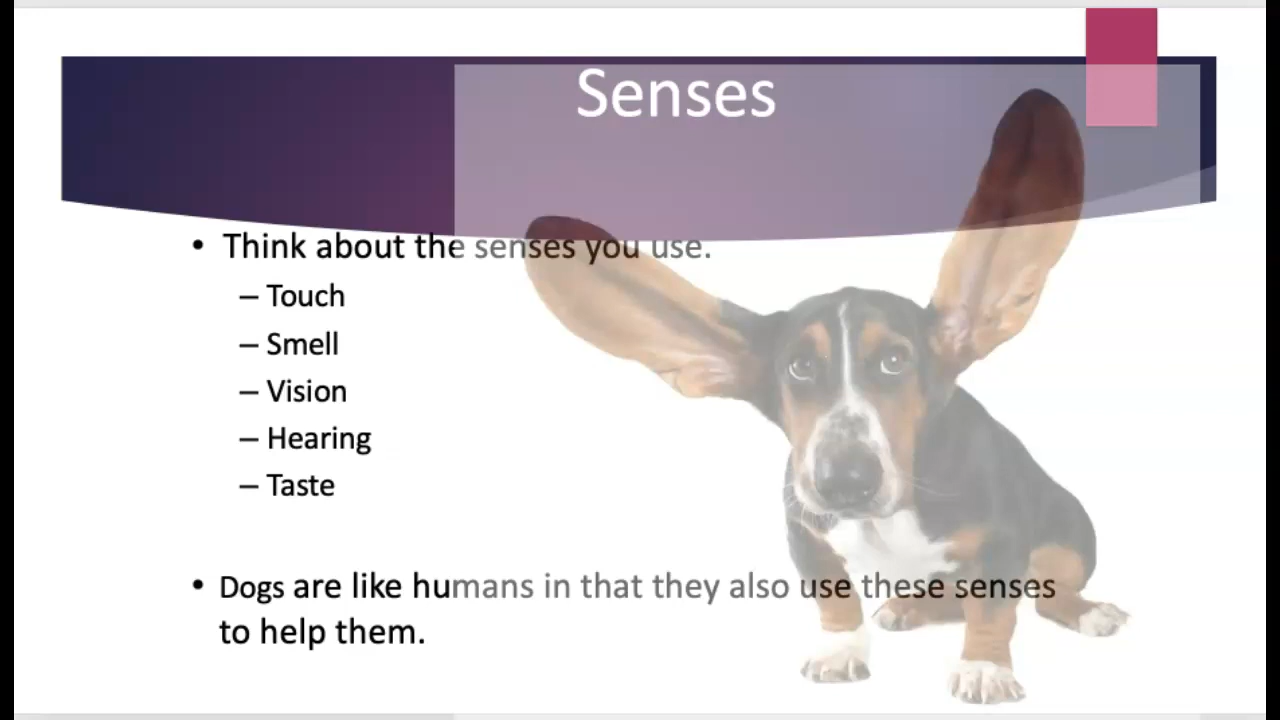 Senses
• Think about the senses you use.
– Touch
– Smell
– Vision
– Hearing
– Taste
• Dogs are like humans in that they also use these senses
to help them.